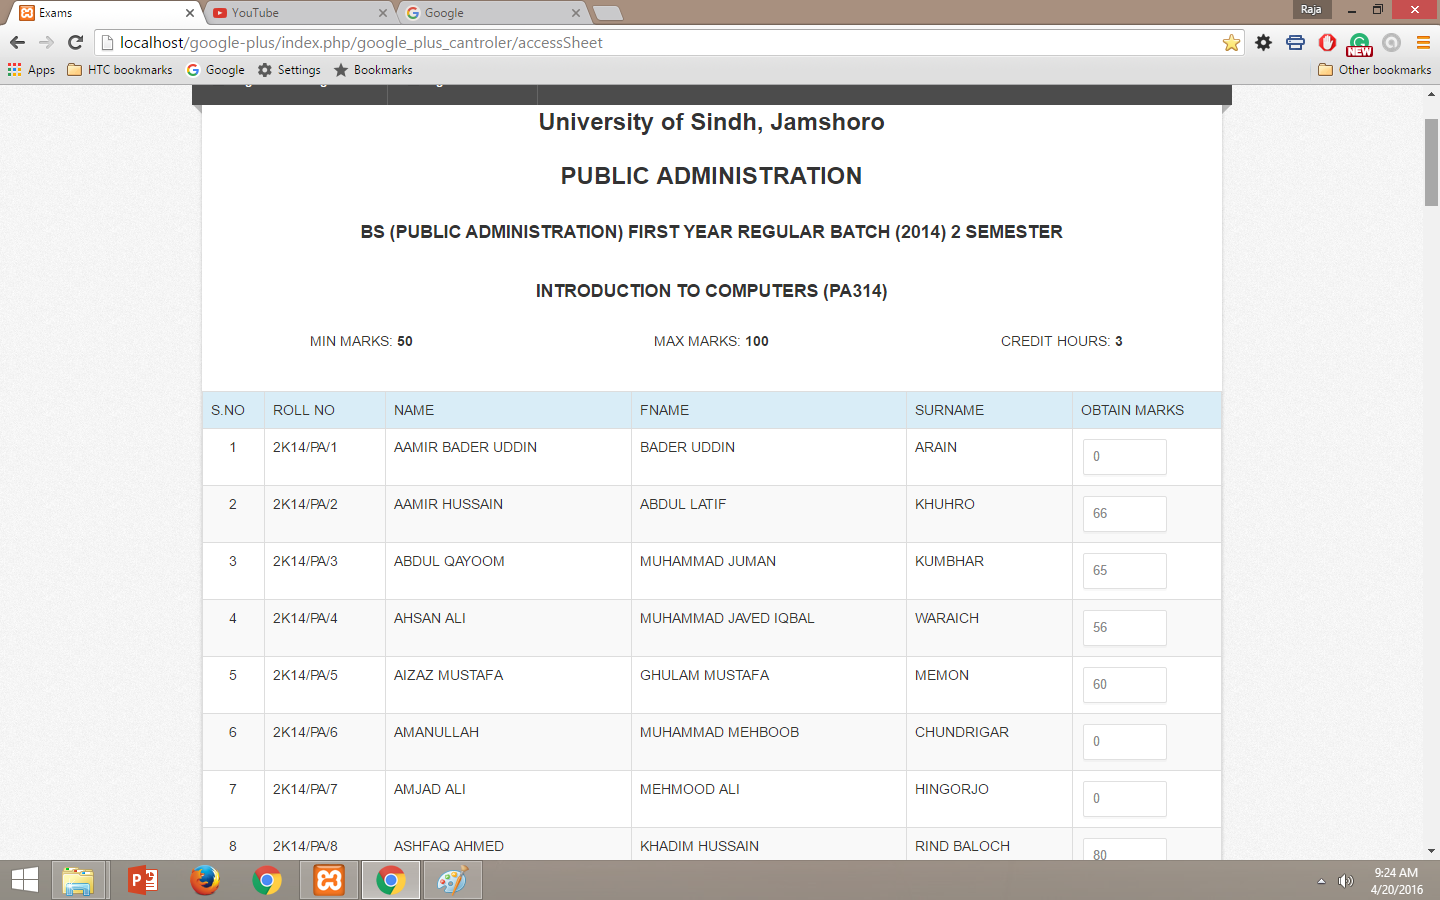 Exams
YouTube
Google
Raja
localhost/google-plus/index.php/google_plus_cantroler/accessSheet
NEW
Apps HTC bookmarks Google Settings Bookmarks Other bookmarks
University of Sindh, Jamshoro
PUBLIC ADMINISTRATION
BS (PUBLIC ADMINISTRATION) FIRST YEAR REGULAR BATCH (2014) 2 SEMESTER
INTRODUCTION TO COMPUTERS (PA314)
MIN MARKS: 50 MAX MARKS: 100 CREDIT HOURS: 3
S.NO ROLL NO NAME FNAME SURNAME OBTAIN MARKS
1 2K14/PA/1 AAMIR BADER UDDIN BADER UDDIN ARAIN 0
2 2K14/PA/2 AAMIR HUSSAIN ABDUL LATIF KHUHRO 66
3 2K14/PA/3 ABDUL QAYOOM MUHAMMAD JUMAN KUMBHAR 65
4 2K14/PA/4 AHSAN ALI MUHAMMAD JAVED IQBAL WARAICH 56
5 2K14/PA/5 AIZAZ MUSTAFA GHULAM MUSTAFA MEMON 60
6 2K14/PA/6 AMANULLAH MUHAMMAD MEHBOOB CHUNDRIGAR 0
7 2K14/PA/7 AMJAD ALI MEHMOOD ALI HINGORJO 0
8 2K14/PA/8 ASHFAQ AHMED KHADIM HUSSAIN RIND BALOCH 80
9:24 AM
4/20/2016